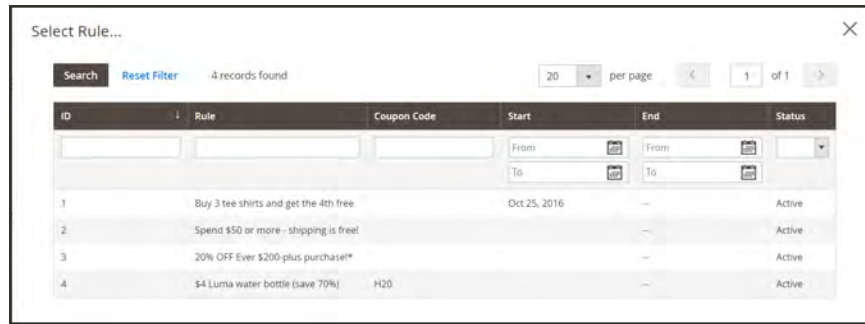 Select Rule...
Search Reset Filter 4 records found 20 per page 1 of 1
ID Rule Coupon Code Start End Status
From From
To To
1 Buy 3 tee shirts and get the 4th free Oct 25, 2016 -- Active
2 Spend $50 or more - shipping is free! -- Active
3 20% OFF Ever $200-plus purchase!* -- Active
4 $4 Luma water bottle (save 70%) H20 -- Active